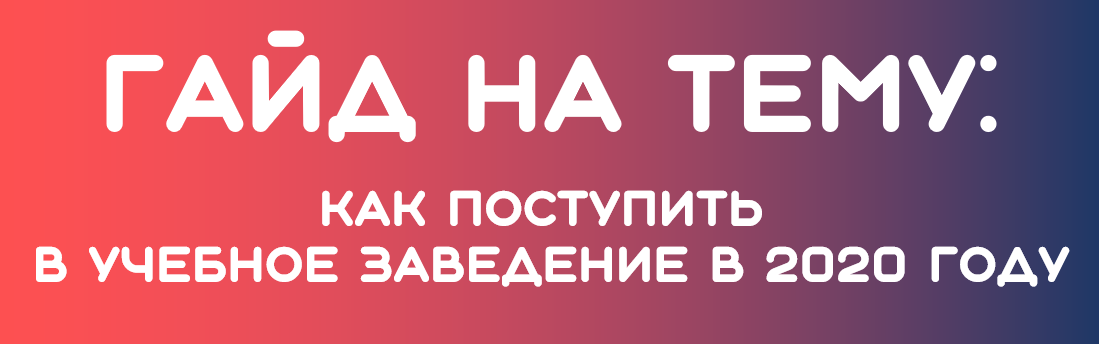 ГАЙД НА ТЕМУ:
КАК ПОСТУПИТЬ
В УЧЕБНОЕ ЗАВЕДЕНИЕ В 2020 ГОДУ